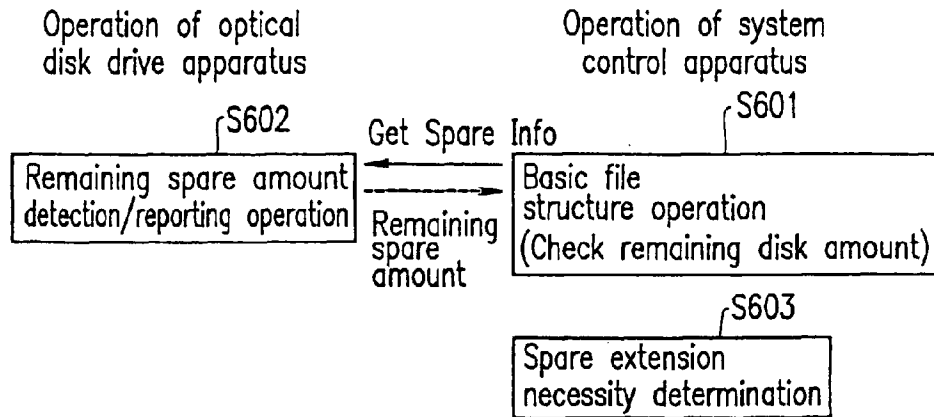 Operation of optical
disk drive apparatus
Operation of system
control apparatus
S602
S601
Get Spare Info
Remaining spare amount
detection/reporting operation
Remaining
spare
amount
Basic file
structure operation
(Check remaining disk amount)
S603
Spare extension
necessity determination